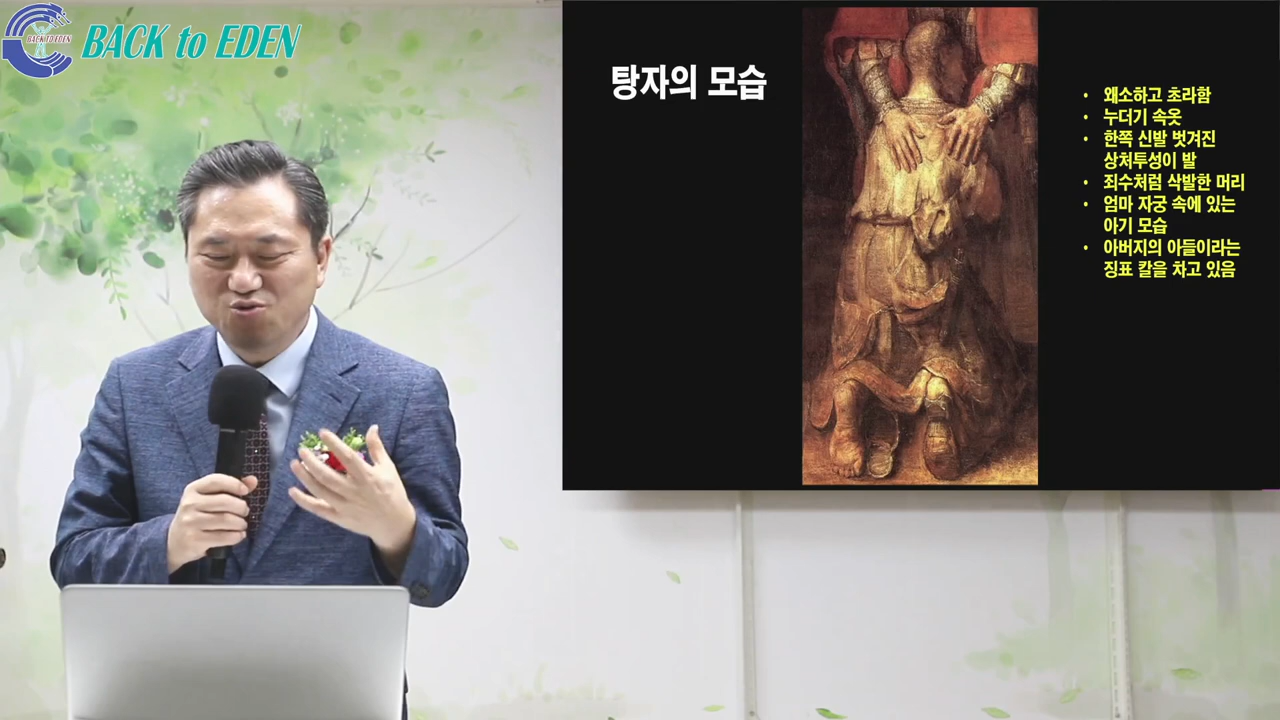 BACK TO EDEN
BACK to EDEN
탕자의 모습
• 왜소하고 초라함
• 누더기 속옷
• 한쪽 신발 벗겨진
상처투성이 발
• 죄수처럼 삭발한 머리
• 엄마 자궁 속에 있는
아기 모습
• 아버지의 아들이라는
징표 칼을 차고 있음